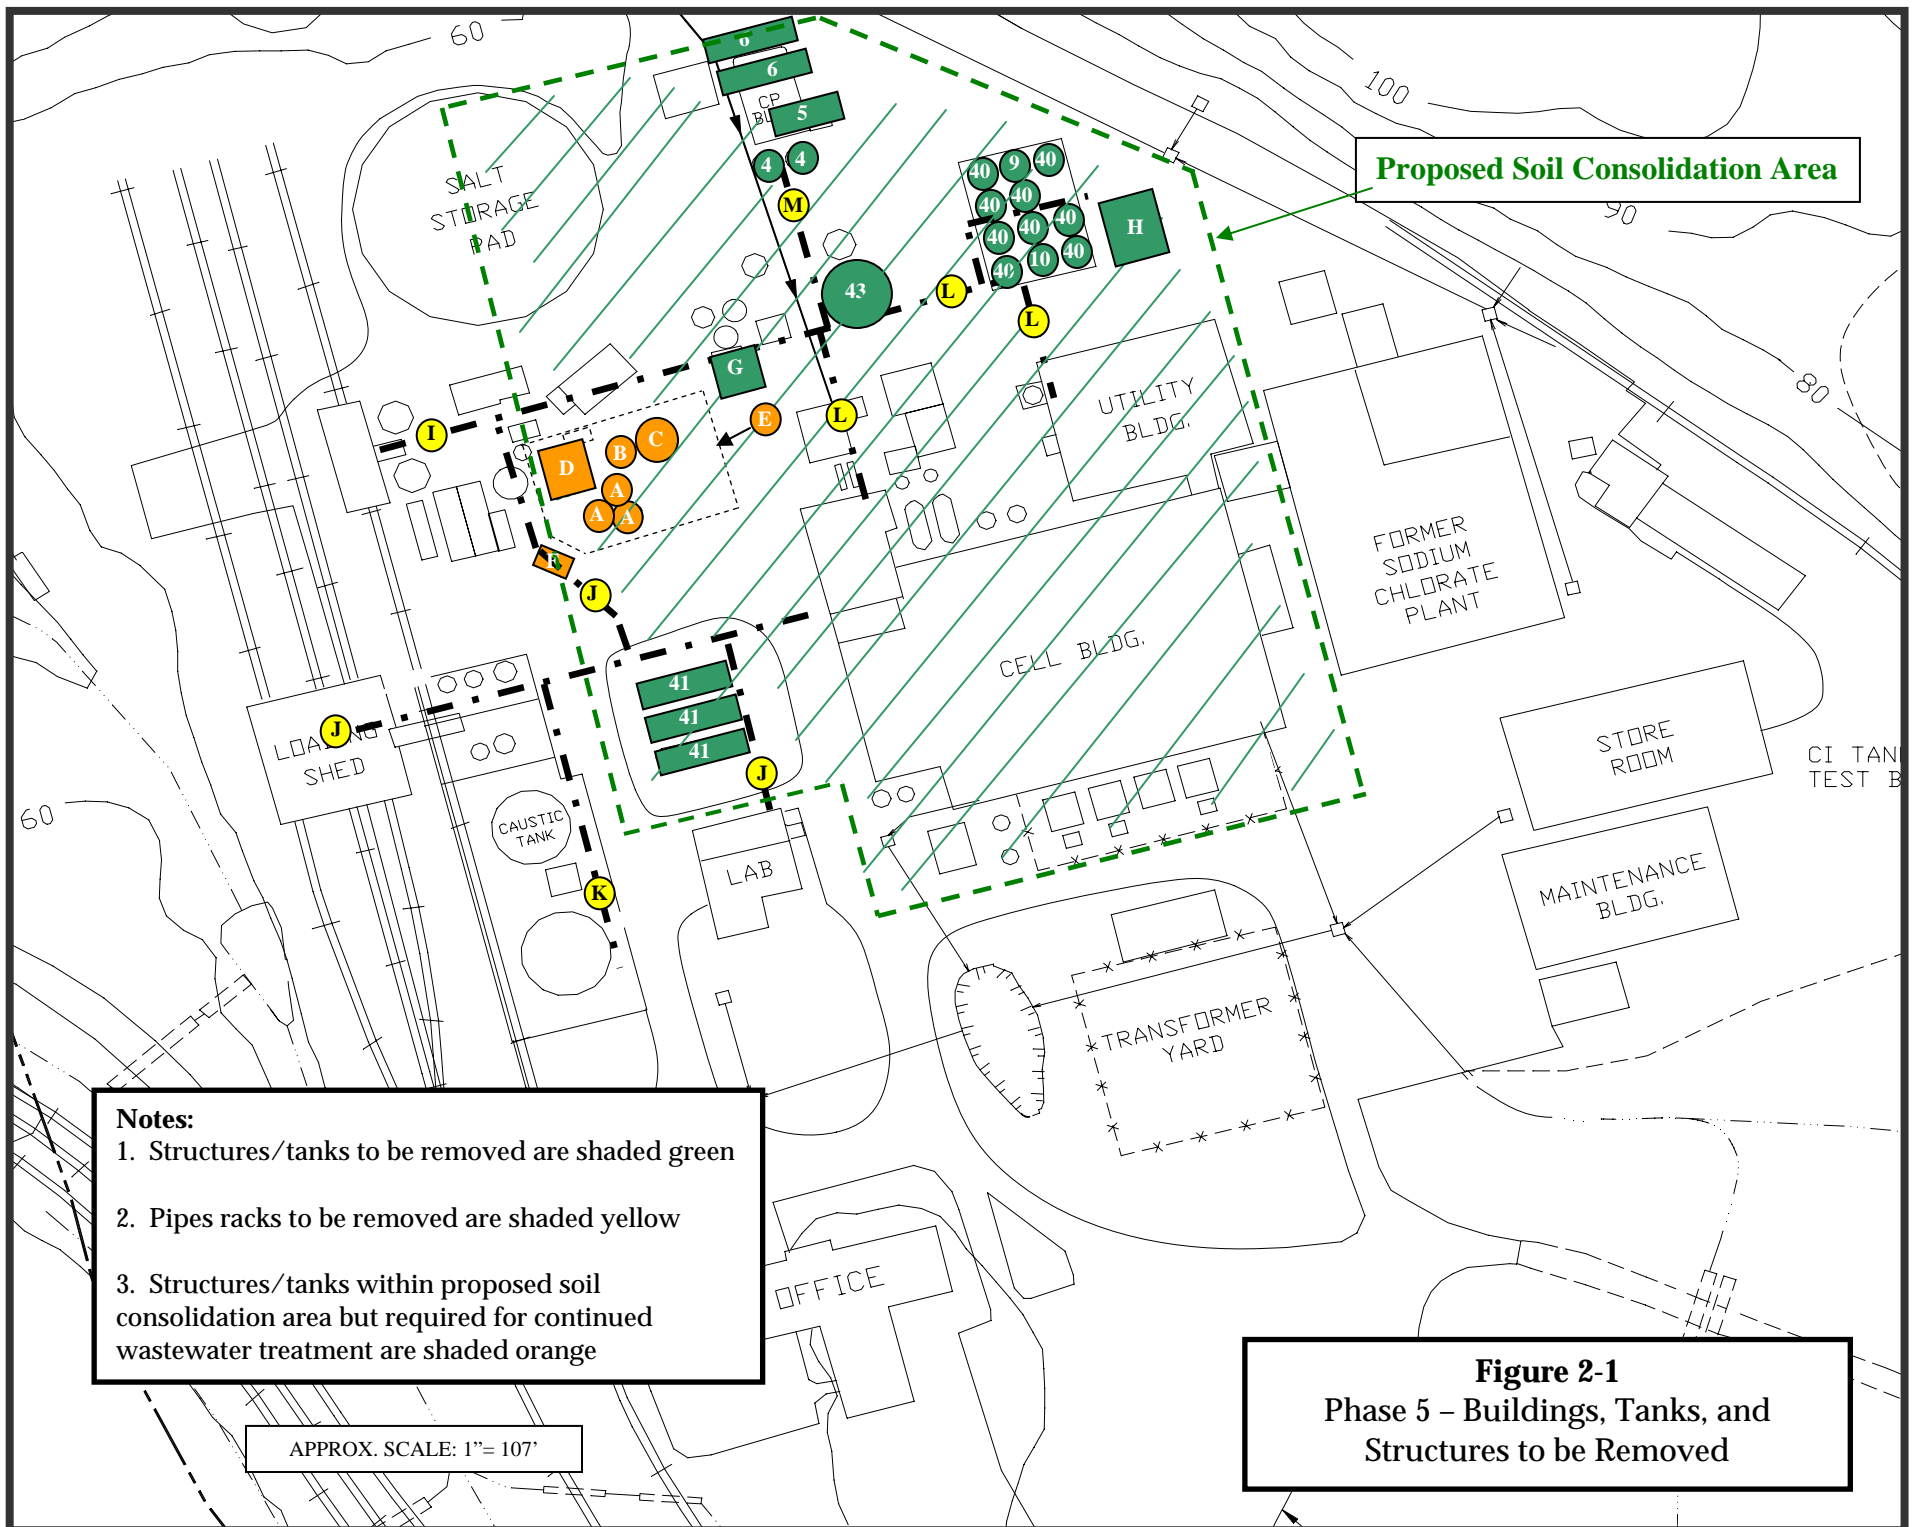 60
6
6
CP
5
4
4
M
100
Proposed Soil Consolidation Area
90
SALT
STORAGE
PAD
40
9
40
40
40
40
40
40
40
10
40
H
L
L
43
80
G
I
E
L
D
B
C
A
A
A
F
J
UTILITY
BLDG.
FORMER
SODIUM
CHLORATE
PLANT
CELL BLDG.
41
41
41
J
LOADING
SHED
J
STORE
ROOM
CI TAN
TEST B
60
CAUSTIC
TANK
K
LAB
MAINTENANCE
BLDG.
TRANSFORMER
YARD
OFFICE
Notes:
1. Structures/tanks to be removed are shaded green
2. Pipes racks to be removed are shaded yellow
3. Structures/tanks within proposed soil
consolidation area but required for continued
wastewater treatment are shaded orange
APPROX. SCALE: 1”= 107’
Figure 2-1
Phase 5 – Buildings, Tanks, and
Structures to be Removed